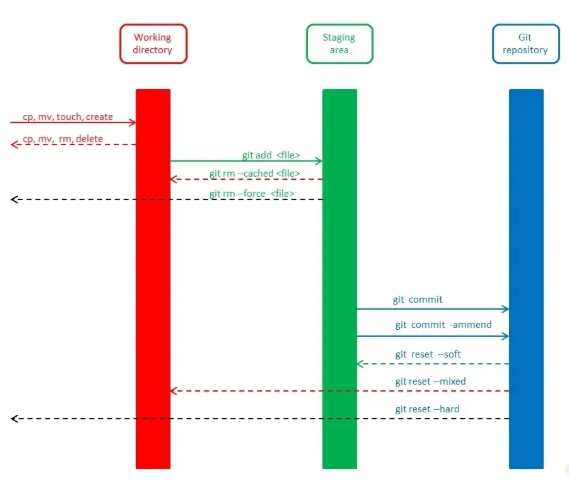 Working
directory
Staging
area
Git
repository
cp, mv, touch, create
cp, mv, rm, delete
git add <file>
git rm --cached <file>
git rm --force <file>
git commit
git commit -ammend
git reset --soft
git reset --mixed
git reset --hard